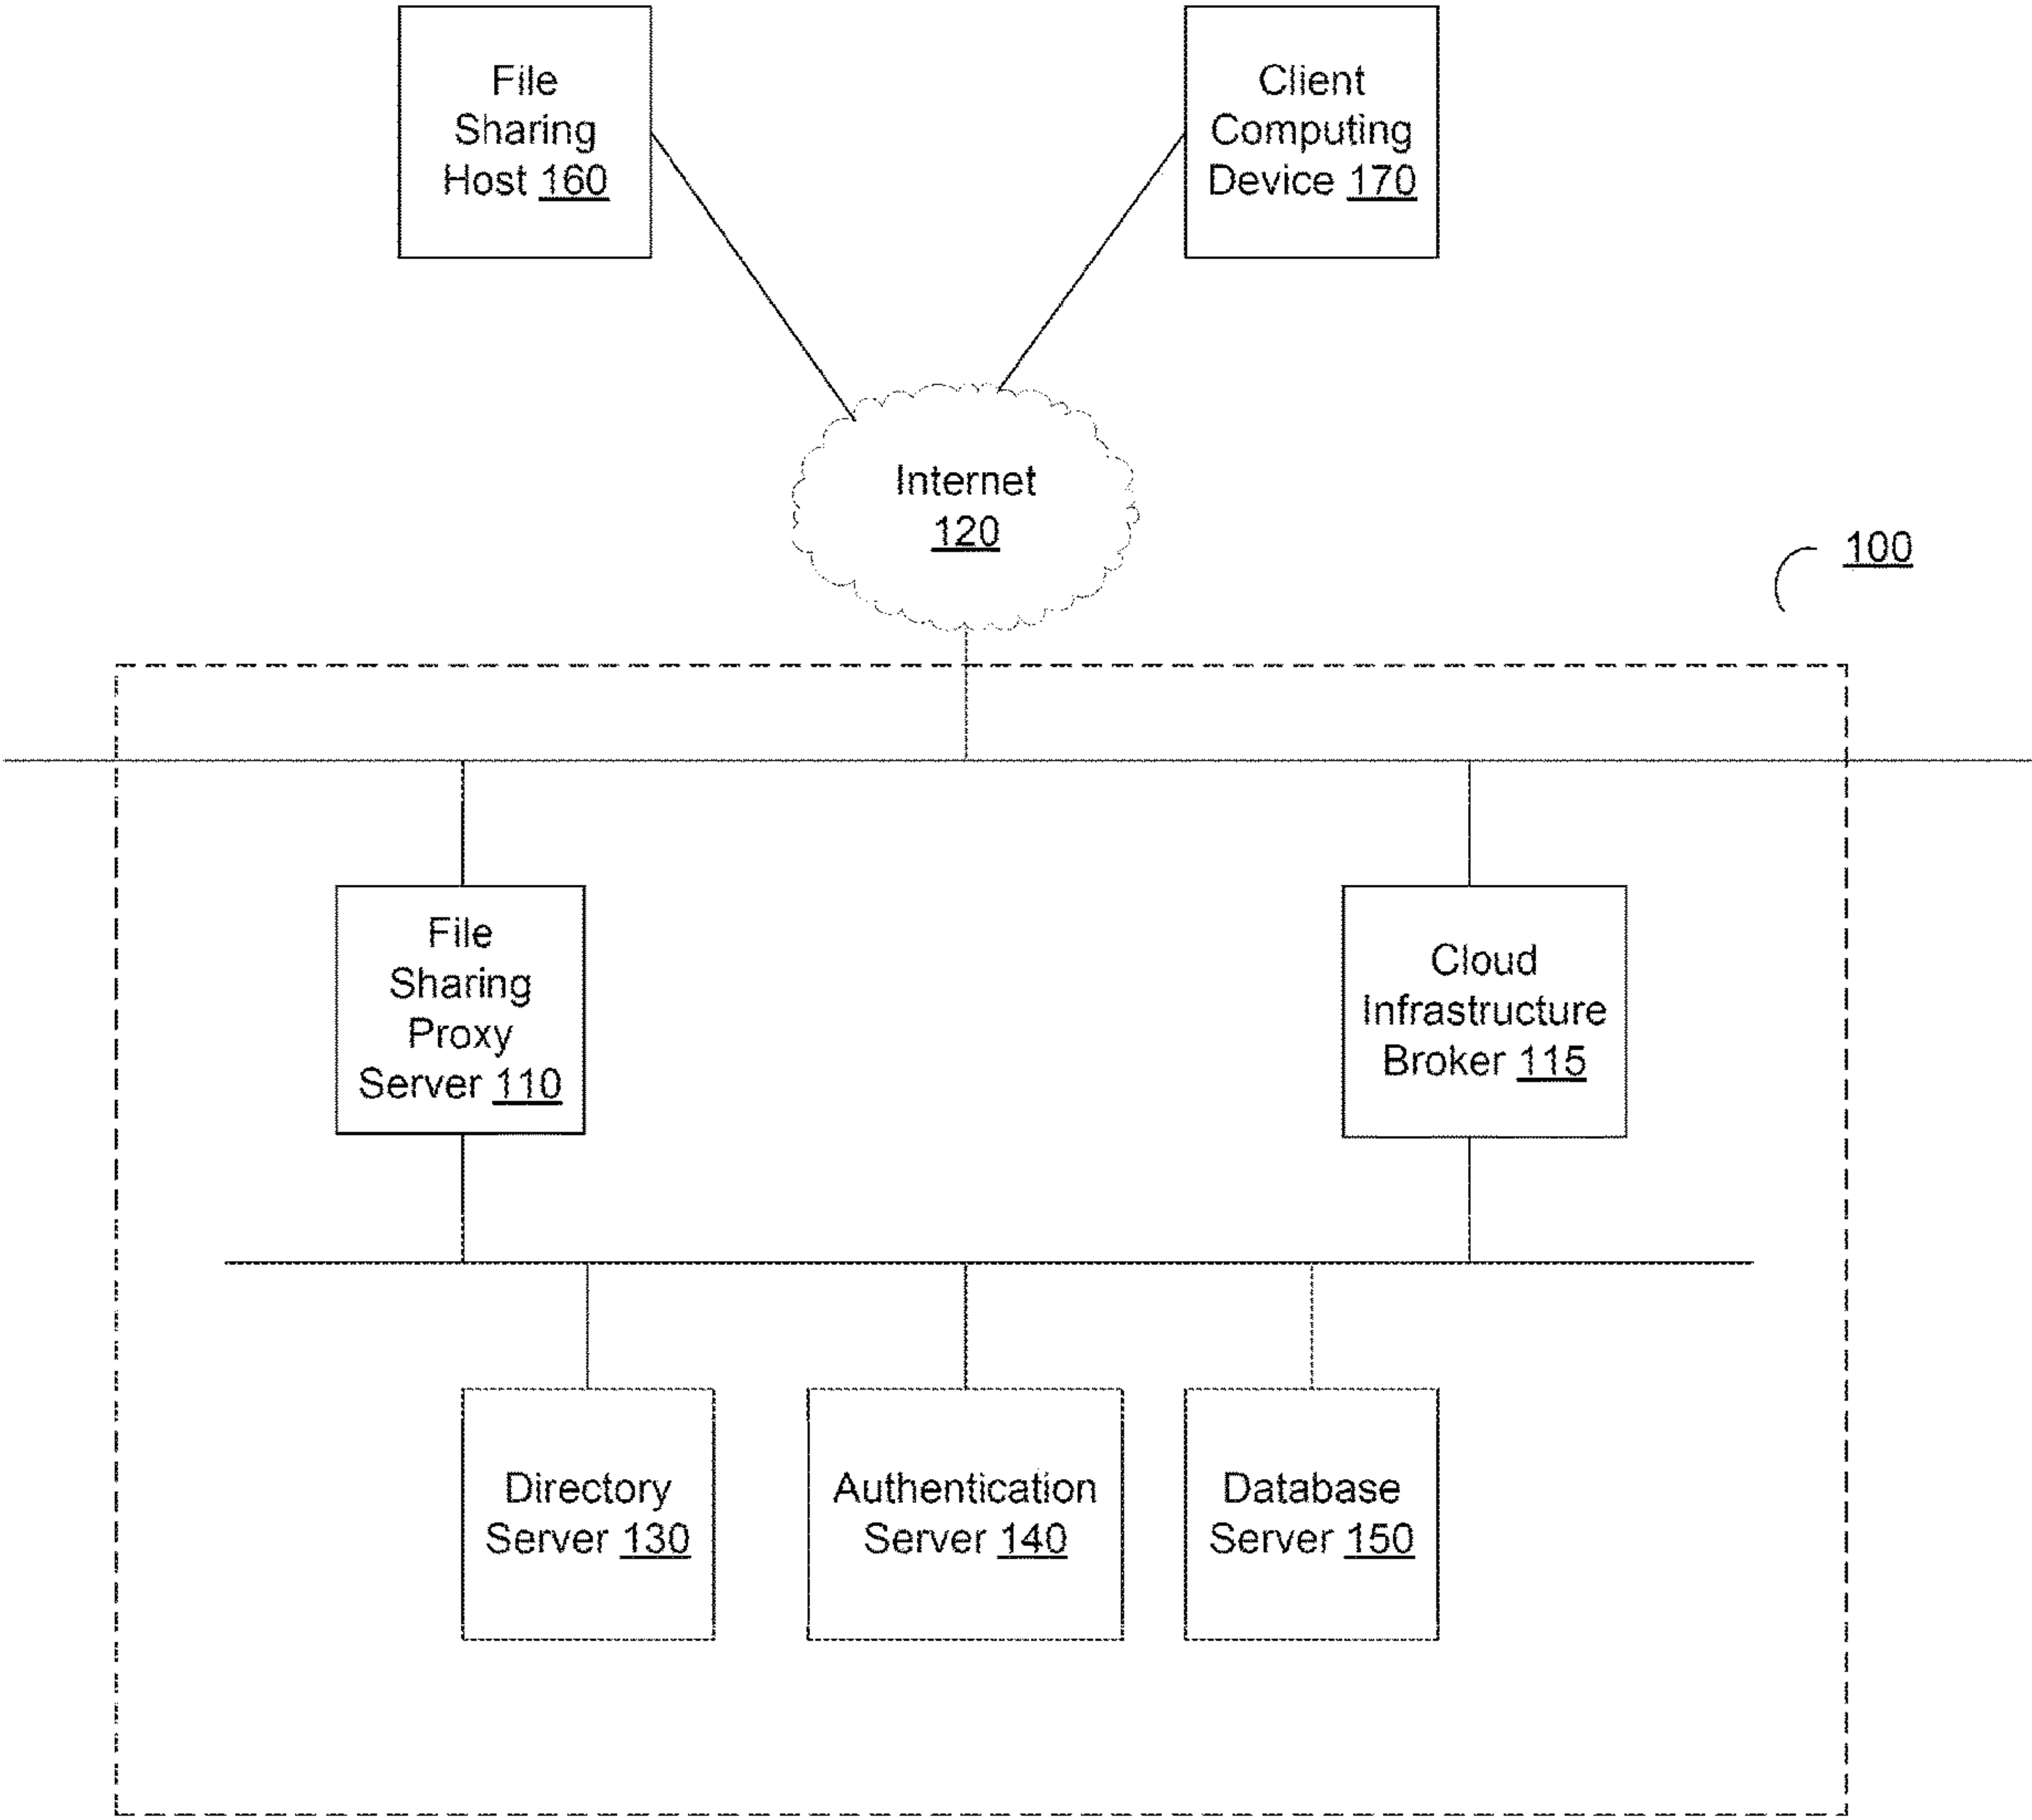 File
Sharing
Host 160
Client
Computing
Device 170
Internet
120
100
File
Sharing
Proxy
Server 110
Cloud
Infrastructure
Broker 115
Directory
Server 130
Authentication
Server 140
Database
Server 150